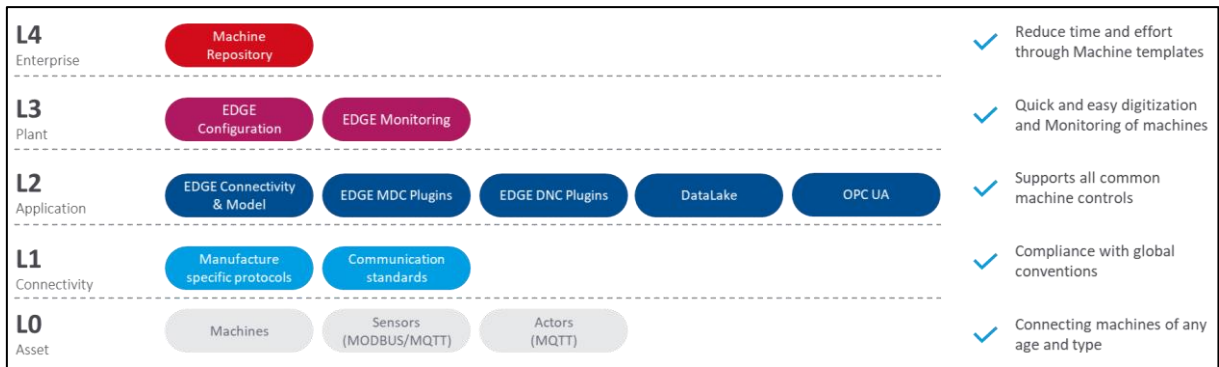 L4
Enterprise
Machine
Repository
Reduce time and effort
through Machine templates
L3
Plant
EDGE
Configuration
EDGE Monitoring
Quick and easy digitization
and Monitoring of machines
L2
Application
EDGE Connectivity
& Model
EDGE MDC Plugins
EDGE DNC Plugins
DataLake
OPC UA
Supports all common
machine controls
L1
Connectivity
Manufacture
specific protocols
Communication
standards
Compliance with global
conventions
L0
Asset
Machines
Sensors
(MODBUS/MQTT)
Actors
(MQTT)
Connecting machines of any
age and type